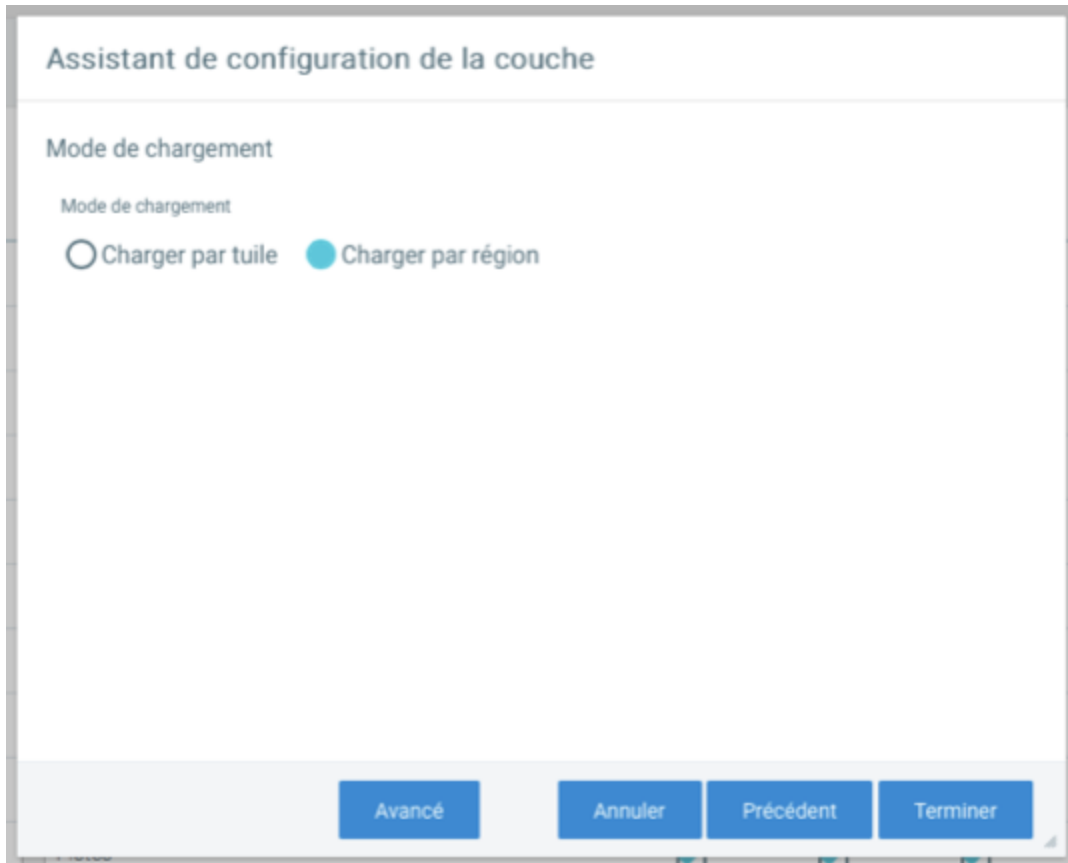 Assistant de configuration de la couche
Mode de chargement
Mode de chargement
Charger par tuile Charger par région
Avancé Annuler Précédent Terminer